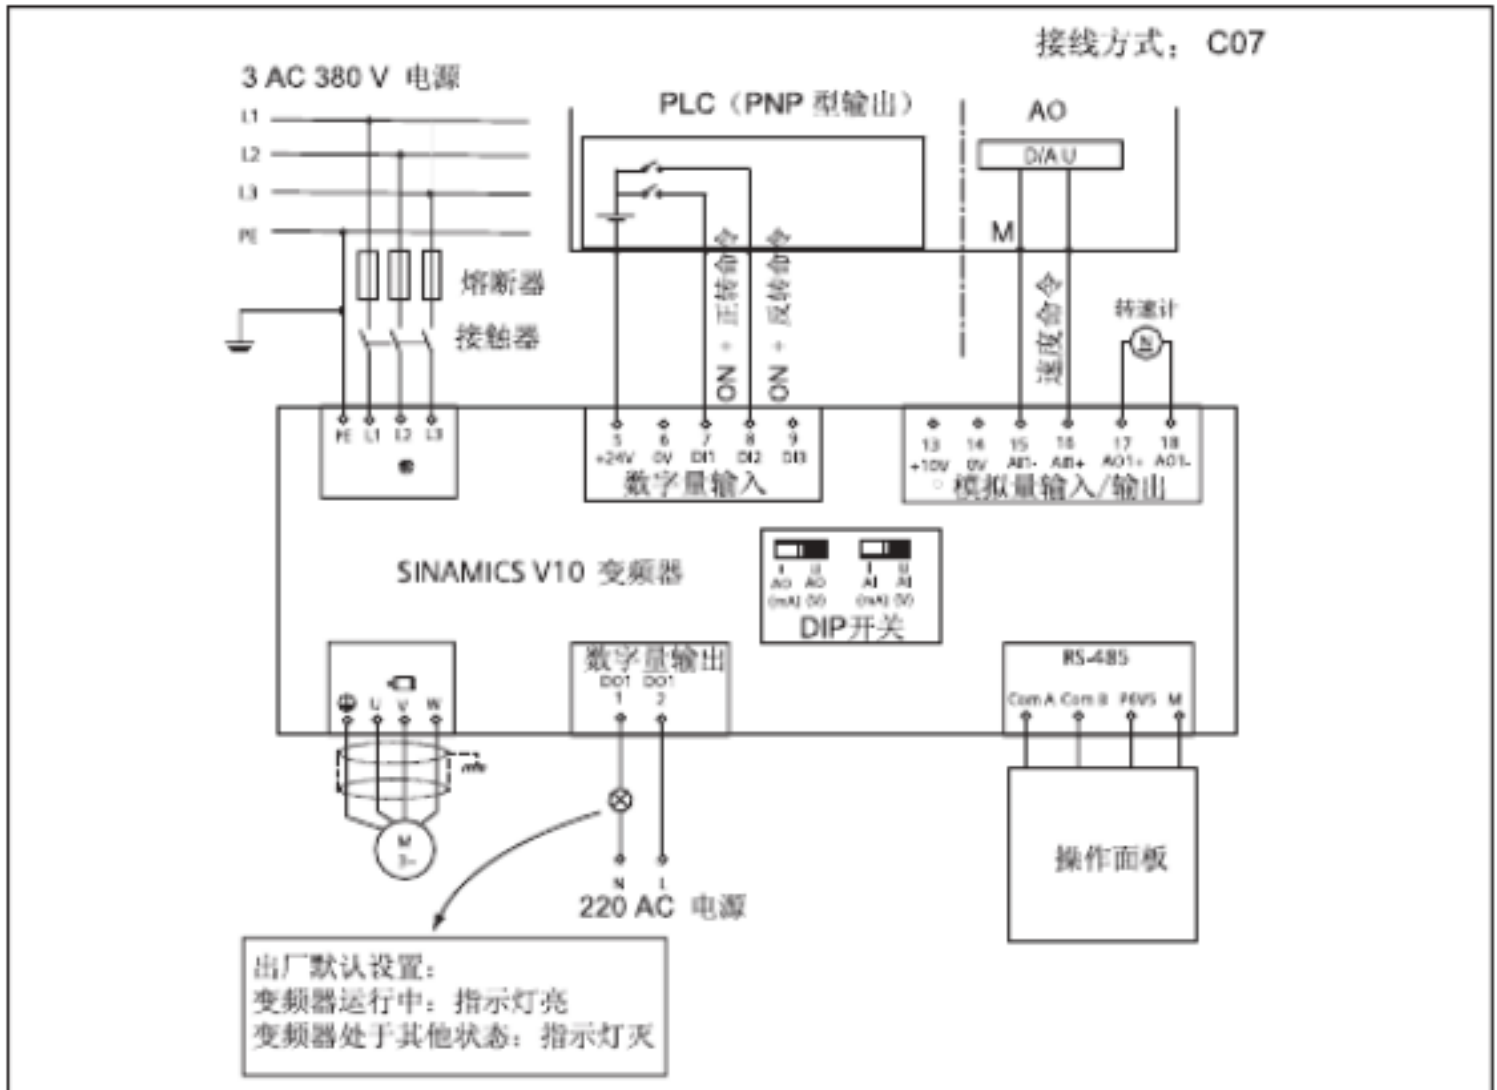 接线方式： C07
3 AC 380 V 电源
L1
L2
L3
PE
PLC（PNP 型输出）
AO
D/A U
M
熔断器
接触器
ON + 正转命令
ON + 反转命令
速度命令
转速计
N
PE L1 L2 L3
5 6 7 8 9
+24V 0V DI1 DI2 DI3
数字量输入
13 14 15 16 17 18
+10V 0V AI1- AI1+ AO1+ AO1-
模拟量输入/输出
SINAMICS V10 变频器
I U I U
AO AO AI AI
(mA) (V) (mA) (V)
DIP开关
U V W
数字量输出
DO1 DO1
1 2
RS-485
Com A Com B P6V5 M
M
3~
N L
220 AC 电源
操作面板
出厂默认设置：
变频器运行中：指示灯亮
变频器处于其他状态：指示灯灭